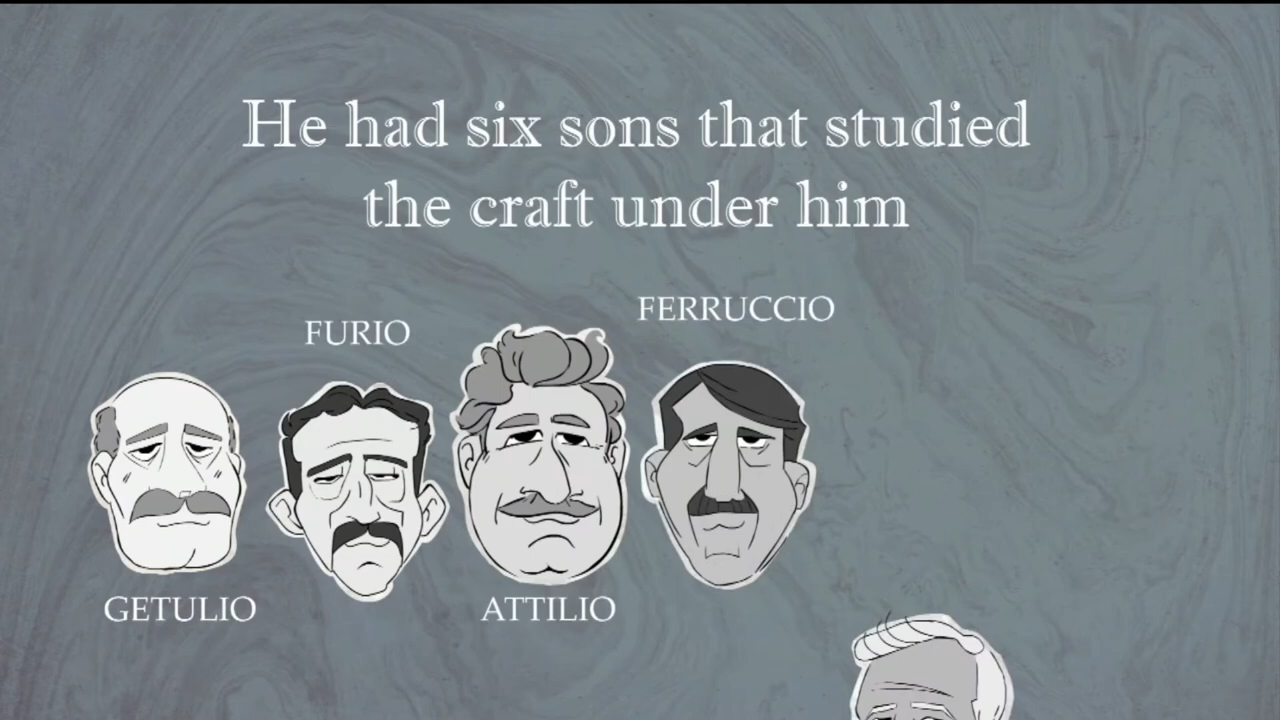 He had six sons that studied
the craft under him
FERRUCCIO
FURIO
GETULIO
ATTILIO